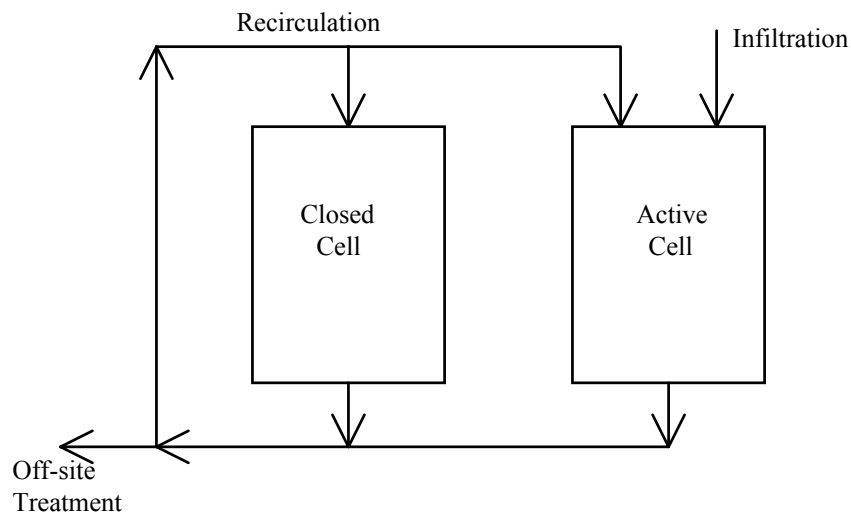 Recirculation
Infiltration
Closed
Cell
Active
Cell
Off-site
Treatment